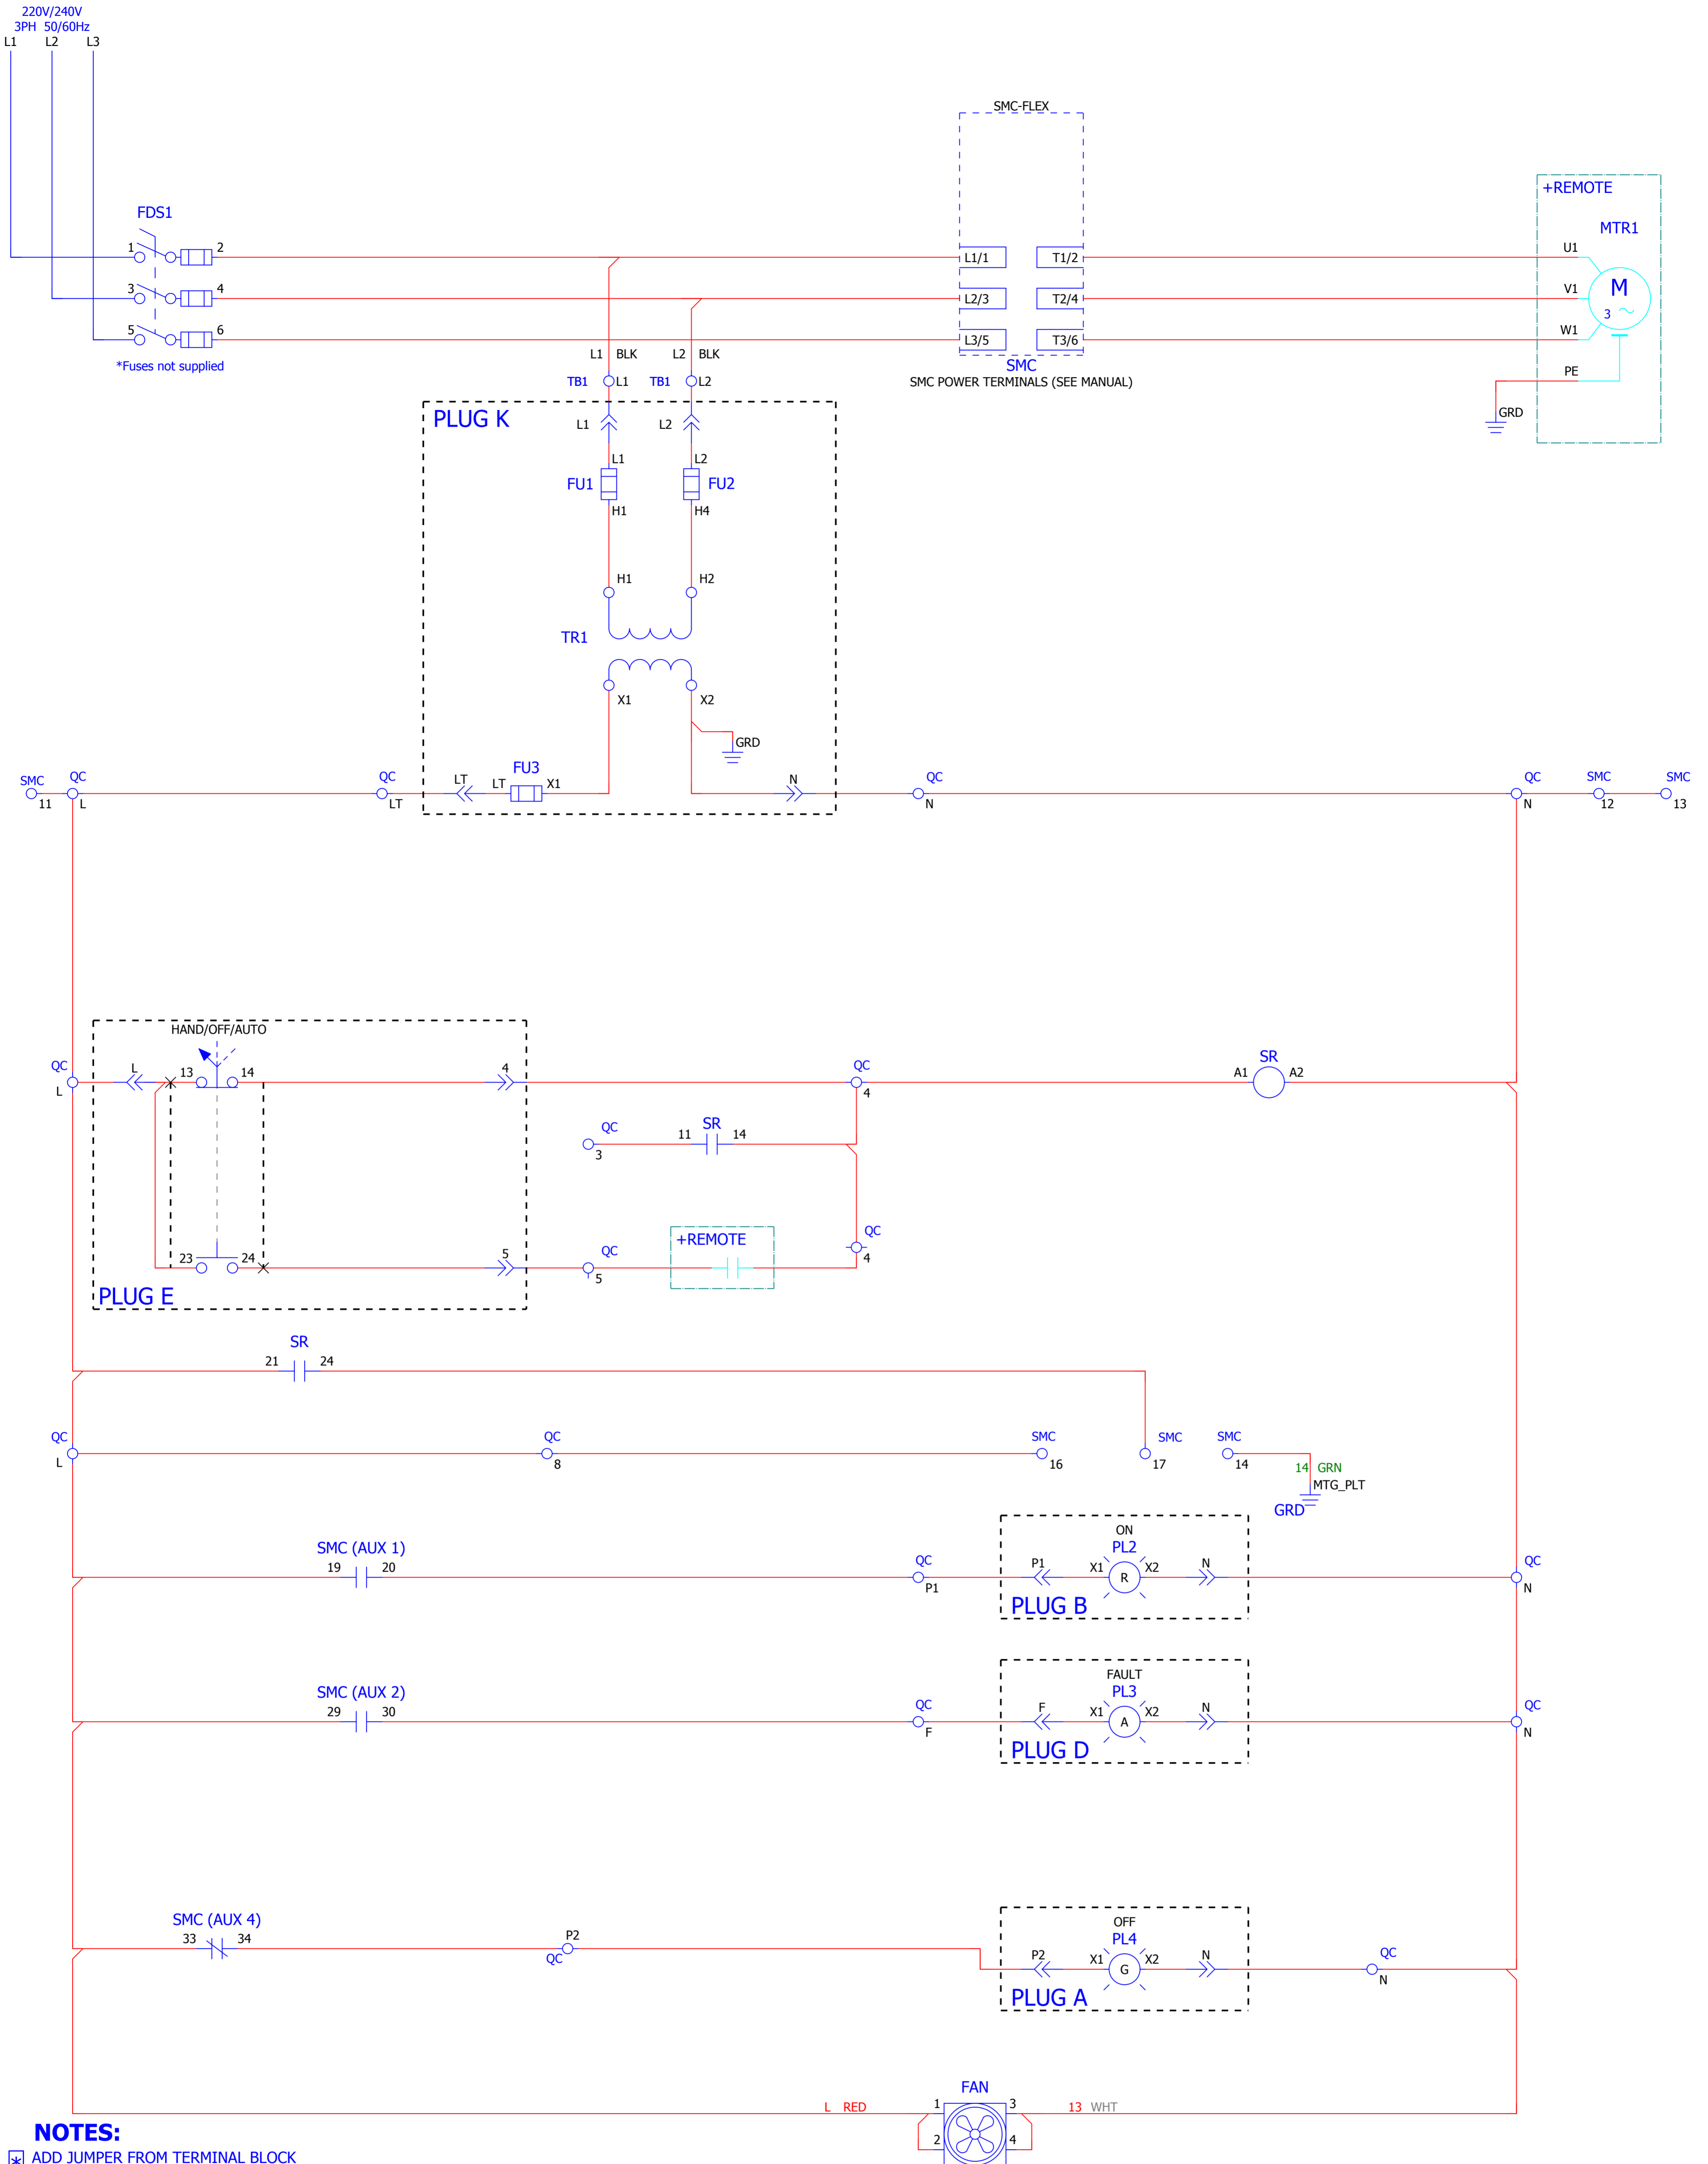 220V/240V
3PH 50/60Hz
L1 L2 L3
SMC-FLEX
+REMOTE
FDS1
MTR1
1 2 L1/1 T1/2 U1
3 4 L2/3 T2/4 V1 M
3
5 6 L3/5 T3/6 W1
*Fuses not supplied
L1 BLK L2 BLK
SMC
SMC POWER TERMINALS (SEE MANUAL)
PE
TB1 L1 TB1 L2
GRD
PLUG K
L1 L2
L1 L2
FU1 FU2
H1 H4
H1 H2
TR1
X1 X2
GRD
SMC QC QC LT LT FU3 X1 N QC QC SMC SMC
11 L LT N N 12 13
HAND/OFF/AUTO
QC L 13 14 4 QC SR
A1 A2
L 4
QC 11 SR 14
3
QC
+REMOTE
4
23 24 5 QC
5
PLUG E
SR
21 24
QC QC SMC SMC SMC
L 8 16 17 14
14 GRN
MTG_PLT
GRD
ON
SMC (AUX 1) PL2
19 20 QC P1 X1 R X2 N QC
P1 N
PLUG B
FAULT
SMC (AUX 2) PL3
29 30 QC F X1 A X2 N QC
F N
PLUG D
OFF
SMC (AUX 4) PL4
33 34 P2
QC
P2 X1 G X2 N QC
N
PLUG A
FAN
L RED 1 3 13 WHT
2 4
NOTES:
* ADD JUMPER FROM TERMINAL BLOCK